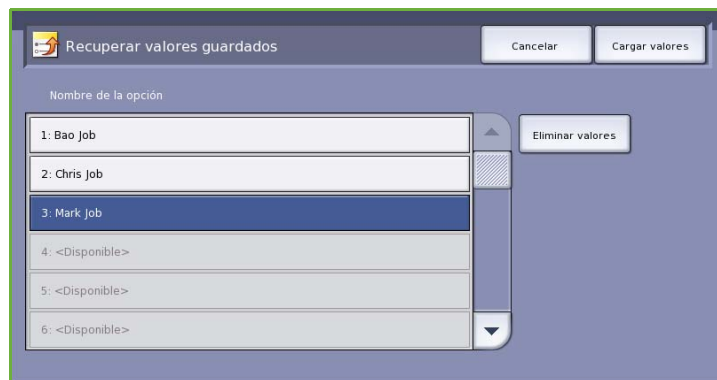 Recuperar valores guardados
Cancelar
Cargar valores
Nombre de la opción
1: Bao Job
Eliminar valores
2: Chris Job
3: Mark Job
4: <Disponible>
5: <Disponible>
6: <Disponible>